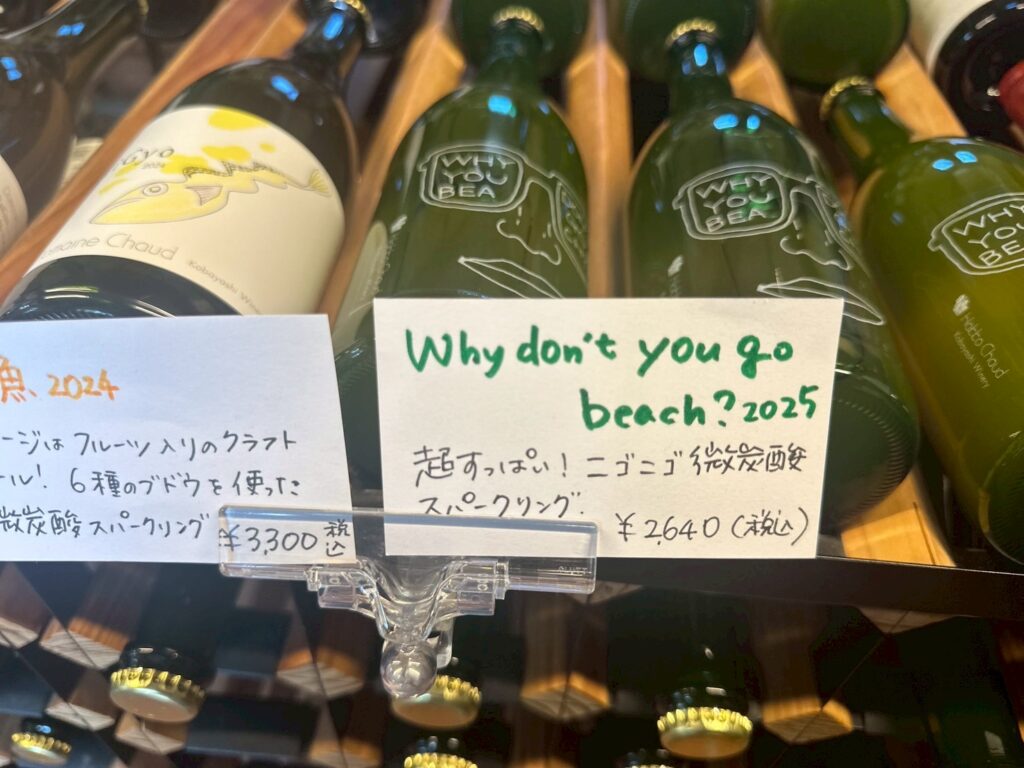 Gyo
2024
maine Chaud
Kobayashi Winery
WHY
YOU
BEA
WHY
YOU
BEA
WHY
YOU
BEA
Hatto Chaud
Kobayashi Winery
魚、2024
ージは フルーツ入りのクラフト
ール! 6種のブドウを使った
微炭酸スパークリング
¥3,300 税込
Why don't you go
beach? 2025
超すっぱい! ニゴニゴ微炭酸
スパークリング.
¥2,640 (税込)